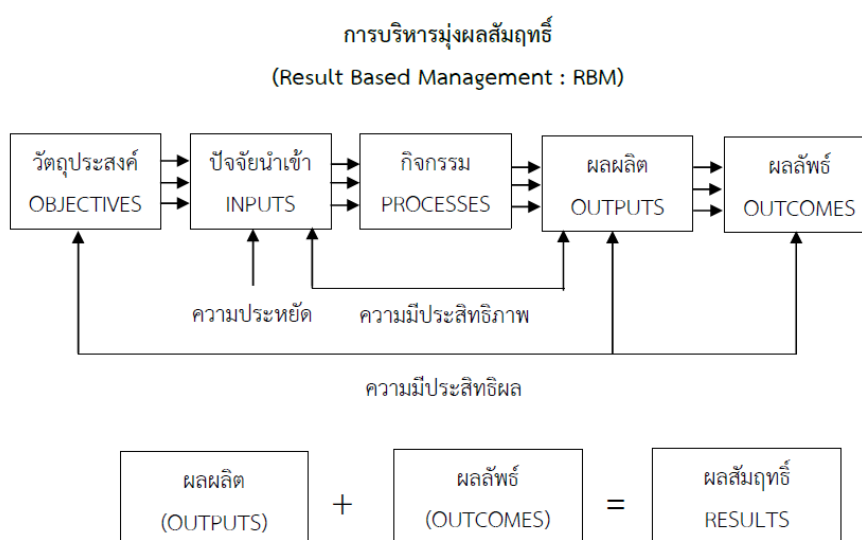 การบริหารมุ่งผลสัมฤทธิ์
(Result Based Management : RBM)
วัตถุประสงค์
OBJECTIVES
ปัจจัยนำเข้า
INPUTS
กิจกรรม
PROCESSES
ผลผลิต
OUTPUTS
ผลลัพธ์
OUTCOMES
ความประหยัด
ความมีประสิทธิภาพ
ความมีประสิทธิผล
ผลผลิต
(OUTPUTS)
+
ผลลัพธ์
(OUTCOMES)
=
ผลสัมฤทธิ์
RESULTS